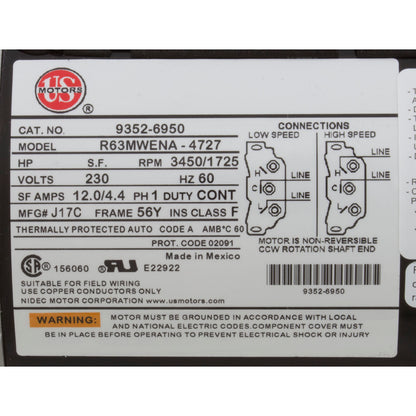 US
MOTORS
®
CAT. NO. 9352-6950
MODEL R63MWENA - 4727
HP S.F. RPM 3450/1725
VOLTS 230 HZ 60
SF AMPS 12.0/4.4 PH 1 DUTY CONT
MFG# J17C FRAME 56Y INS CLASS F
THERMALLY PROTECTED AUTO CODE A AMB°C 60
PROT. CODE 02091
Made in Mexico
CONNECTIONS
LOW SPEED HIGH SPEED
LINE LINE
H H
C C
L L
LINE LINE
MOTOR IS NON-REVERSIBLE
CCW ROTATION SHAFT END
SA ® 156060 RU ® E22922
SUITABLE FOR FIELD WIRING
USE COPPER CONDUCTORS ONLY
NIDEC MOTOR CORPORATION www.usmotors.com
9352-6950
WARNING: MOTOR MUST BE GROUNDED IN ACCORDANCE WITH LOCAL
AND NATIONAL ELECTRIC CODES.COMPONENT COVER MUST
BE IN PLACE BEFORE OPERATING TO PREVENT ELECTRICAL SHOCK OR INJURY